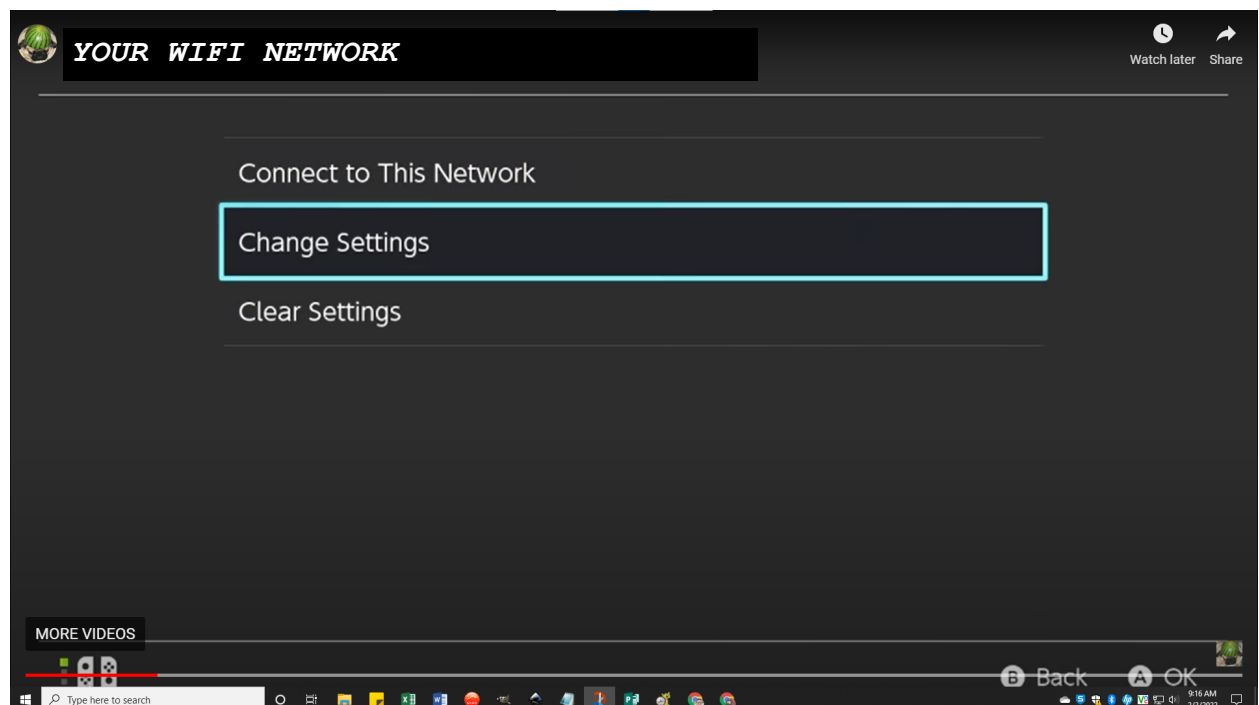 YOUR WIFI NETWORK
Watch later Share
Connect to This Network
Change Settings
Clear Settings
MORE VIDEOS
B Back A OK
Type here to search
9:16 AM